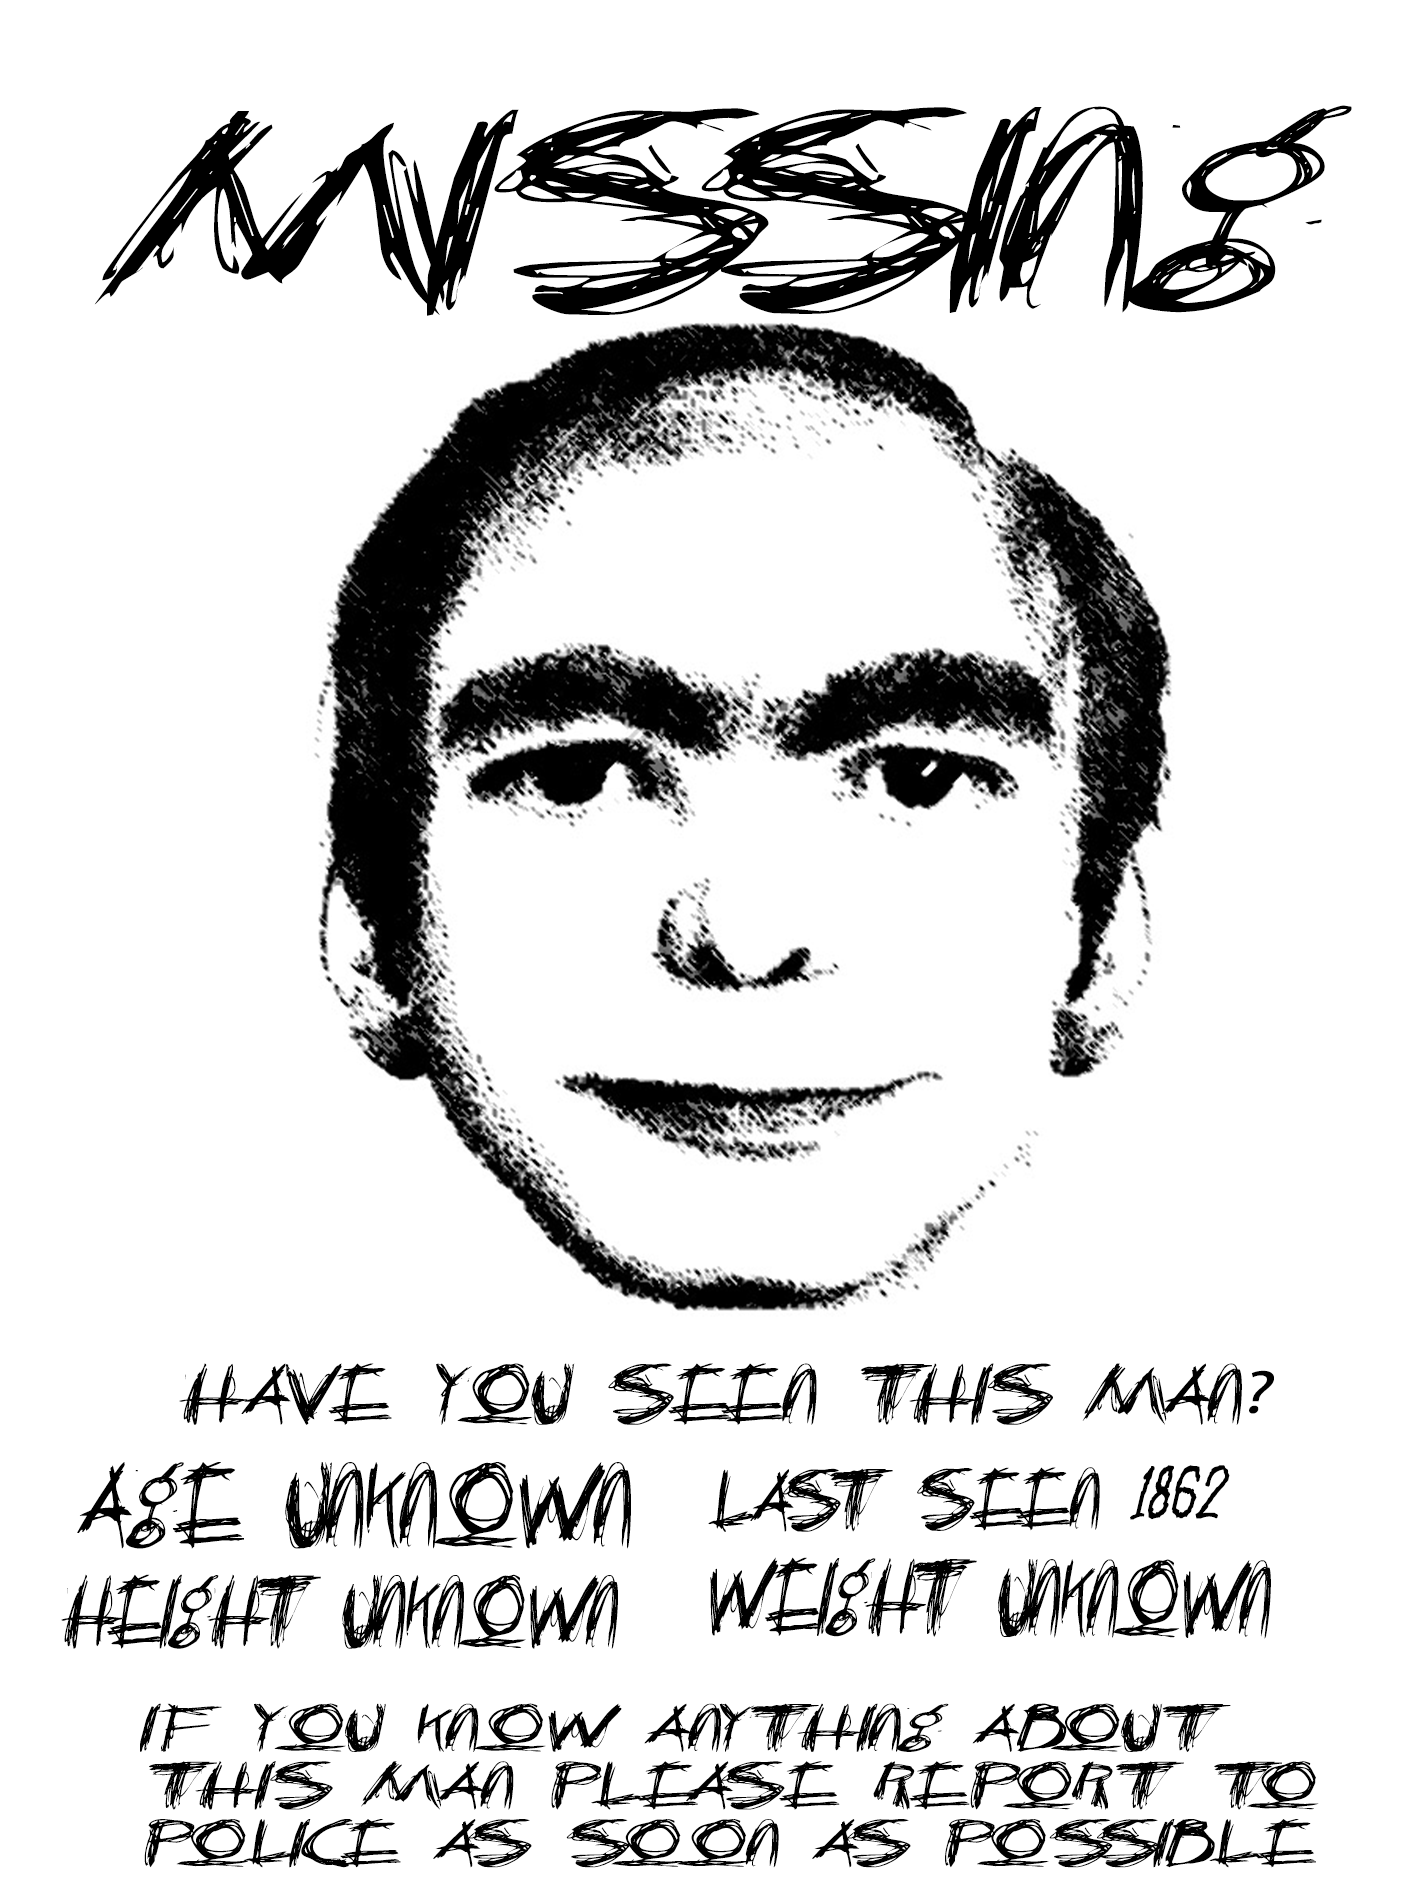 MISSING
HAVE YOU SEEN THIS MAN?
AGE UNKNOWN LAST SEEN 1862
HEIGHT UNKNOWN WEIGHT UNKNOWN
IF YOU KNOW ANYTHING ABOUT
THIS MAN PLEASE REPORT TO
POLICE AS SOON AS POSSIBLE